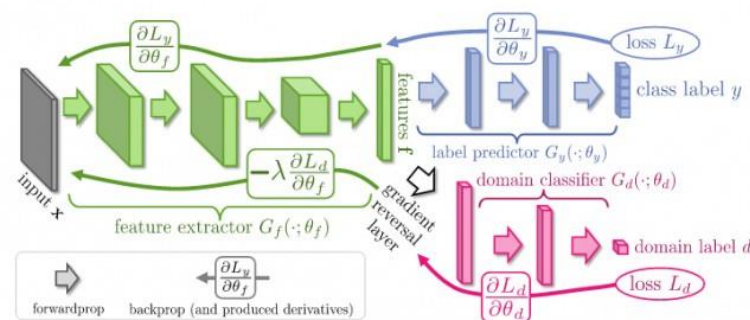 ∂L_y/∂θ_f
∂L_y/∂θ_y
loss L_y
features f
class label y
label predictor G_y(·;θ_y)
input x
−λ ∂L_d/∂θ_f
gradient
reversal
layer
domain classifier G_d(·;θ_d)
feature extractor G_f(·;θ_f)
domain label d
∂L_d/∂θ_d
loss L_d
∂L_y/∂θ_f
forwardprop
backprop (and produced derivatives)